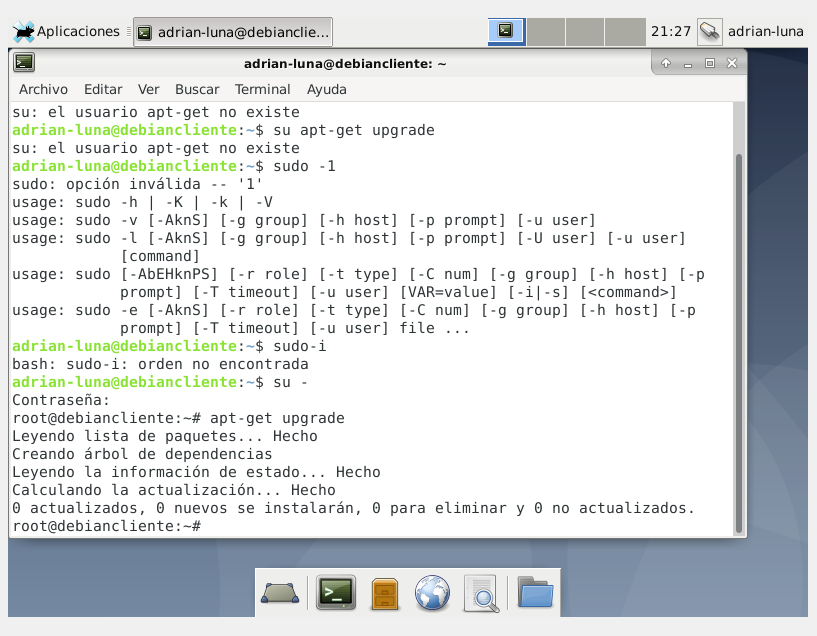 Aplicaciones
adrian-luna@debianclie...
21:27
adrian-luna
adrian-luna@debiancliente: ~
Archivo Editar Ver Buscar Terminal Ayuda
su: el usuario apt-get no existe
adrian-luna@debiancliente:~$ su apt-get upgrade
su: el usuario apt-get no existe
adrian-luna@debiancliente:~$ sudo -1
sudo: opción inválida -- '1'
usage: sudo -h | -K | -k | -V
usage: sudo -v [-AknS] [-g group] [-h host] [-p prompt] [-u user]
usage: sudo -l [-AknS] [-g group] [-h host] [-p prompt] [-U user] [-u user]
[command]
usage: sudo [-AbEHknPS] [-r role] [-t type] [-C num] [-g group] [-h host] [-p
prompt] [-T timeout] [-u user] [VAR=value] [-i|-s] [<command>]
usage: sudo -e [-AknS] [-r role] [-t type] [-C num] [-g group] [-h host] [-p
prompt] [-T timeout] [-u user] file ...
adrian-luna@debiancliente:~$ sudo-i
bash: sudo-i: orden no encontrada
adrian-luna@debiancliente:~$ su -
Contraseña:
root@debiancliente:~# apt-get upgrade
Leyendo lista de paquetes... Hecho
Creando árbol de dependencias
Leyendo la información de estado... Hecho
Calculando la actualización... Hecho
0 actualizados, 0 nuevos se instalarán, 0 para eliminar y 0 no actualizados.
root@debiancliente:~#